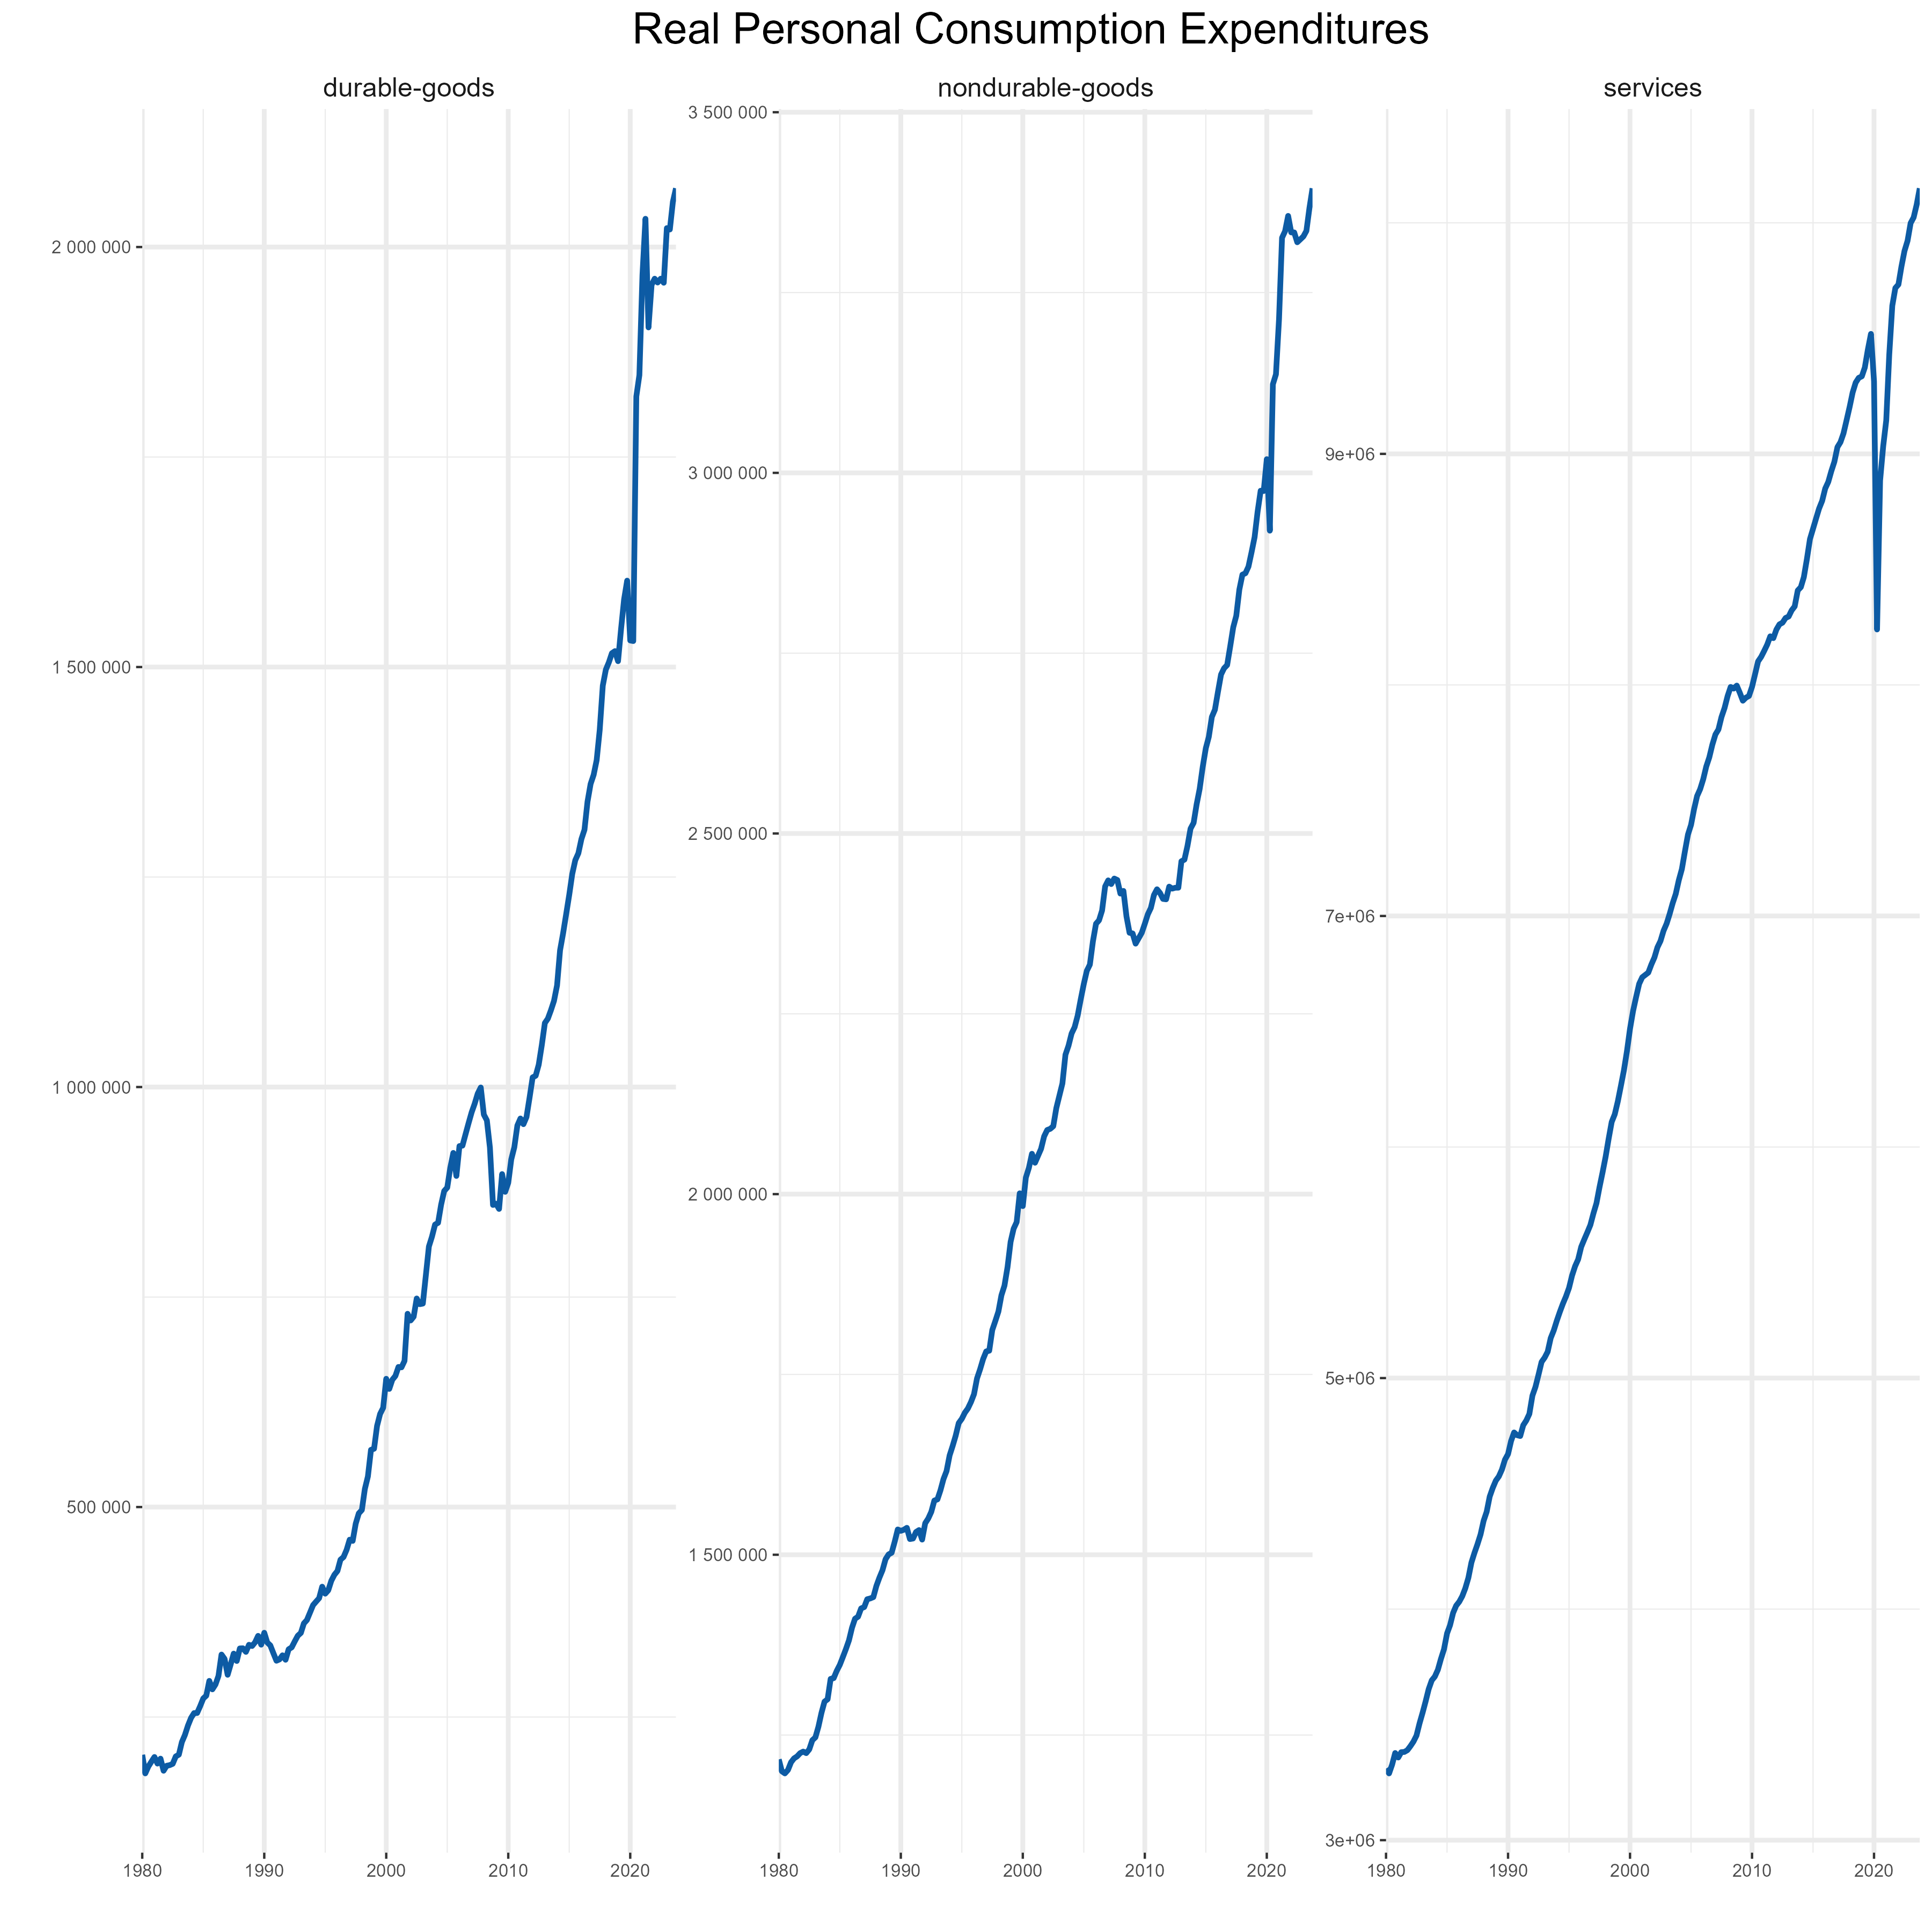 Real Personal Consumption Expenditures
durable-goods
2 000 000
1 500 000
1 000 000
500 000
1980 1990 2000 2010 2020
nondurable-goods
3 500 000
3 000 000
2 500 000
2 000 000
1 500 000
1980 1990 2000 2010 2020
services
9e+06
7e+06
5e+06
3e+06
1980 1990 2000 2010 2020